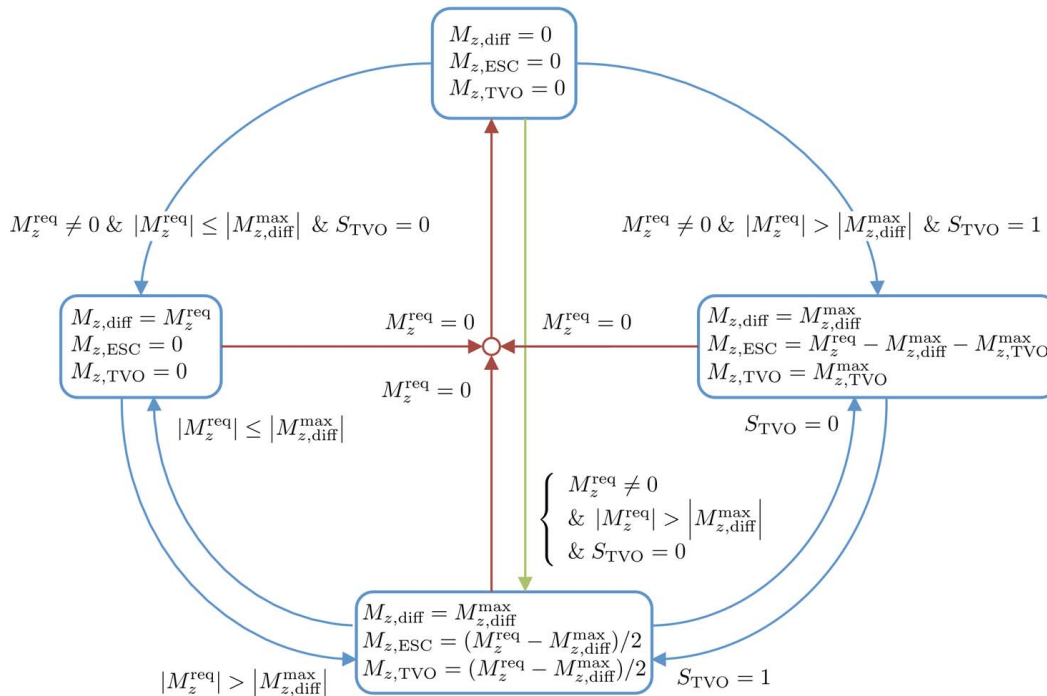 M_{z,diff} = 0
M_{z,ESC} = 0
M_{z,TVO} = 0
M_z^{req} ≠ 0 & |M_z^{req}| ≤ |M_{z,diff}^{max}| & S_{TVO} = 0
M_z^{req} ≠ 0 & |M_z^{req}| > |M_{z,diff}^{max}| & S_{TVO} = 1
M_{z,diff} = M_z^{req}
M_{z,ESC} = 0
M_{z,TVO} = 0
M_z^{req} = 0
M_z^{req} = 0
M_z^{req} = 0
M_{z,diff} = M_{z,diff}^{max}
M_{z,ESC} = M_z^{req} − M_{z,diff}^{max} − M_{z,TVO}^{max}
M_{z,TVO} = M_{z,TVO}^{max}
|M_z^{req}| ≤ |M_{z,diff}^{max}|
S_{TVO} = 0
M_z^{req} ≠ 0
& |M_z^{req}| > |M_{z,diff}^{max}|
& S_{TVO} = 0
M_{z,diff} = M_{z,diff}^{max}
M_{z,ESC} = (M_z^{req} − M_{z,diff}^{max})/2
M_{z,TVO} = (M_z^{req} − M_{z,diff}^{max})/2
|M_z^{req}| > |M_{z,diff}^{max}|
S_{TVO} = 1